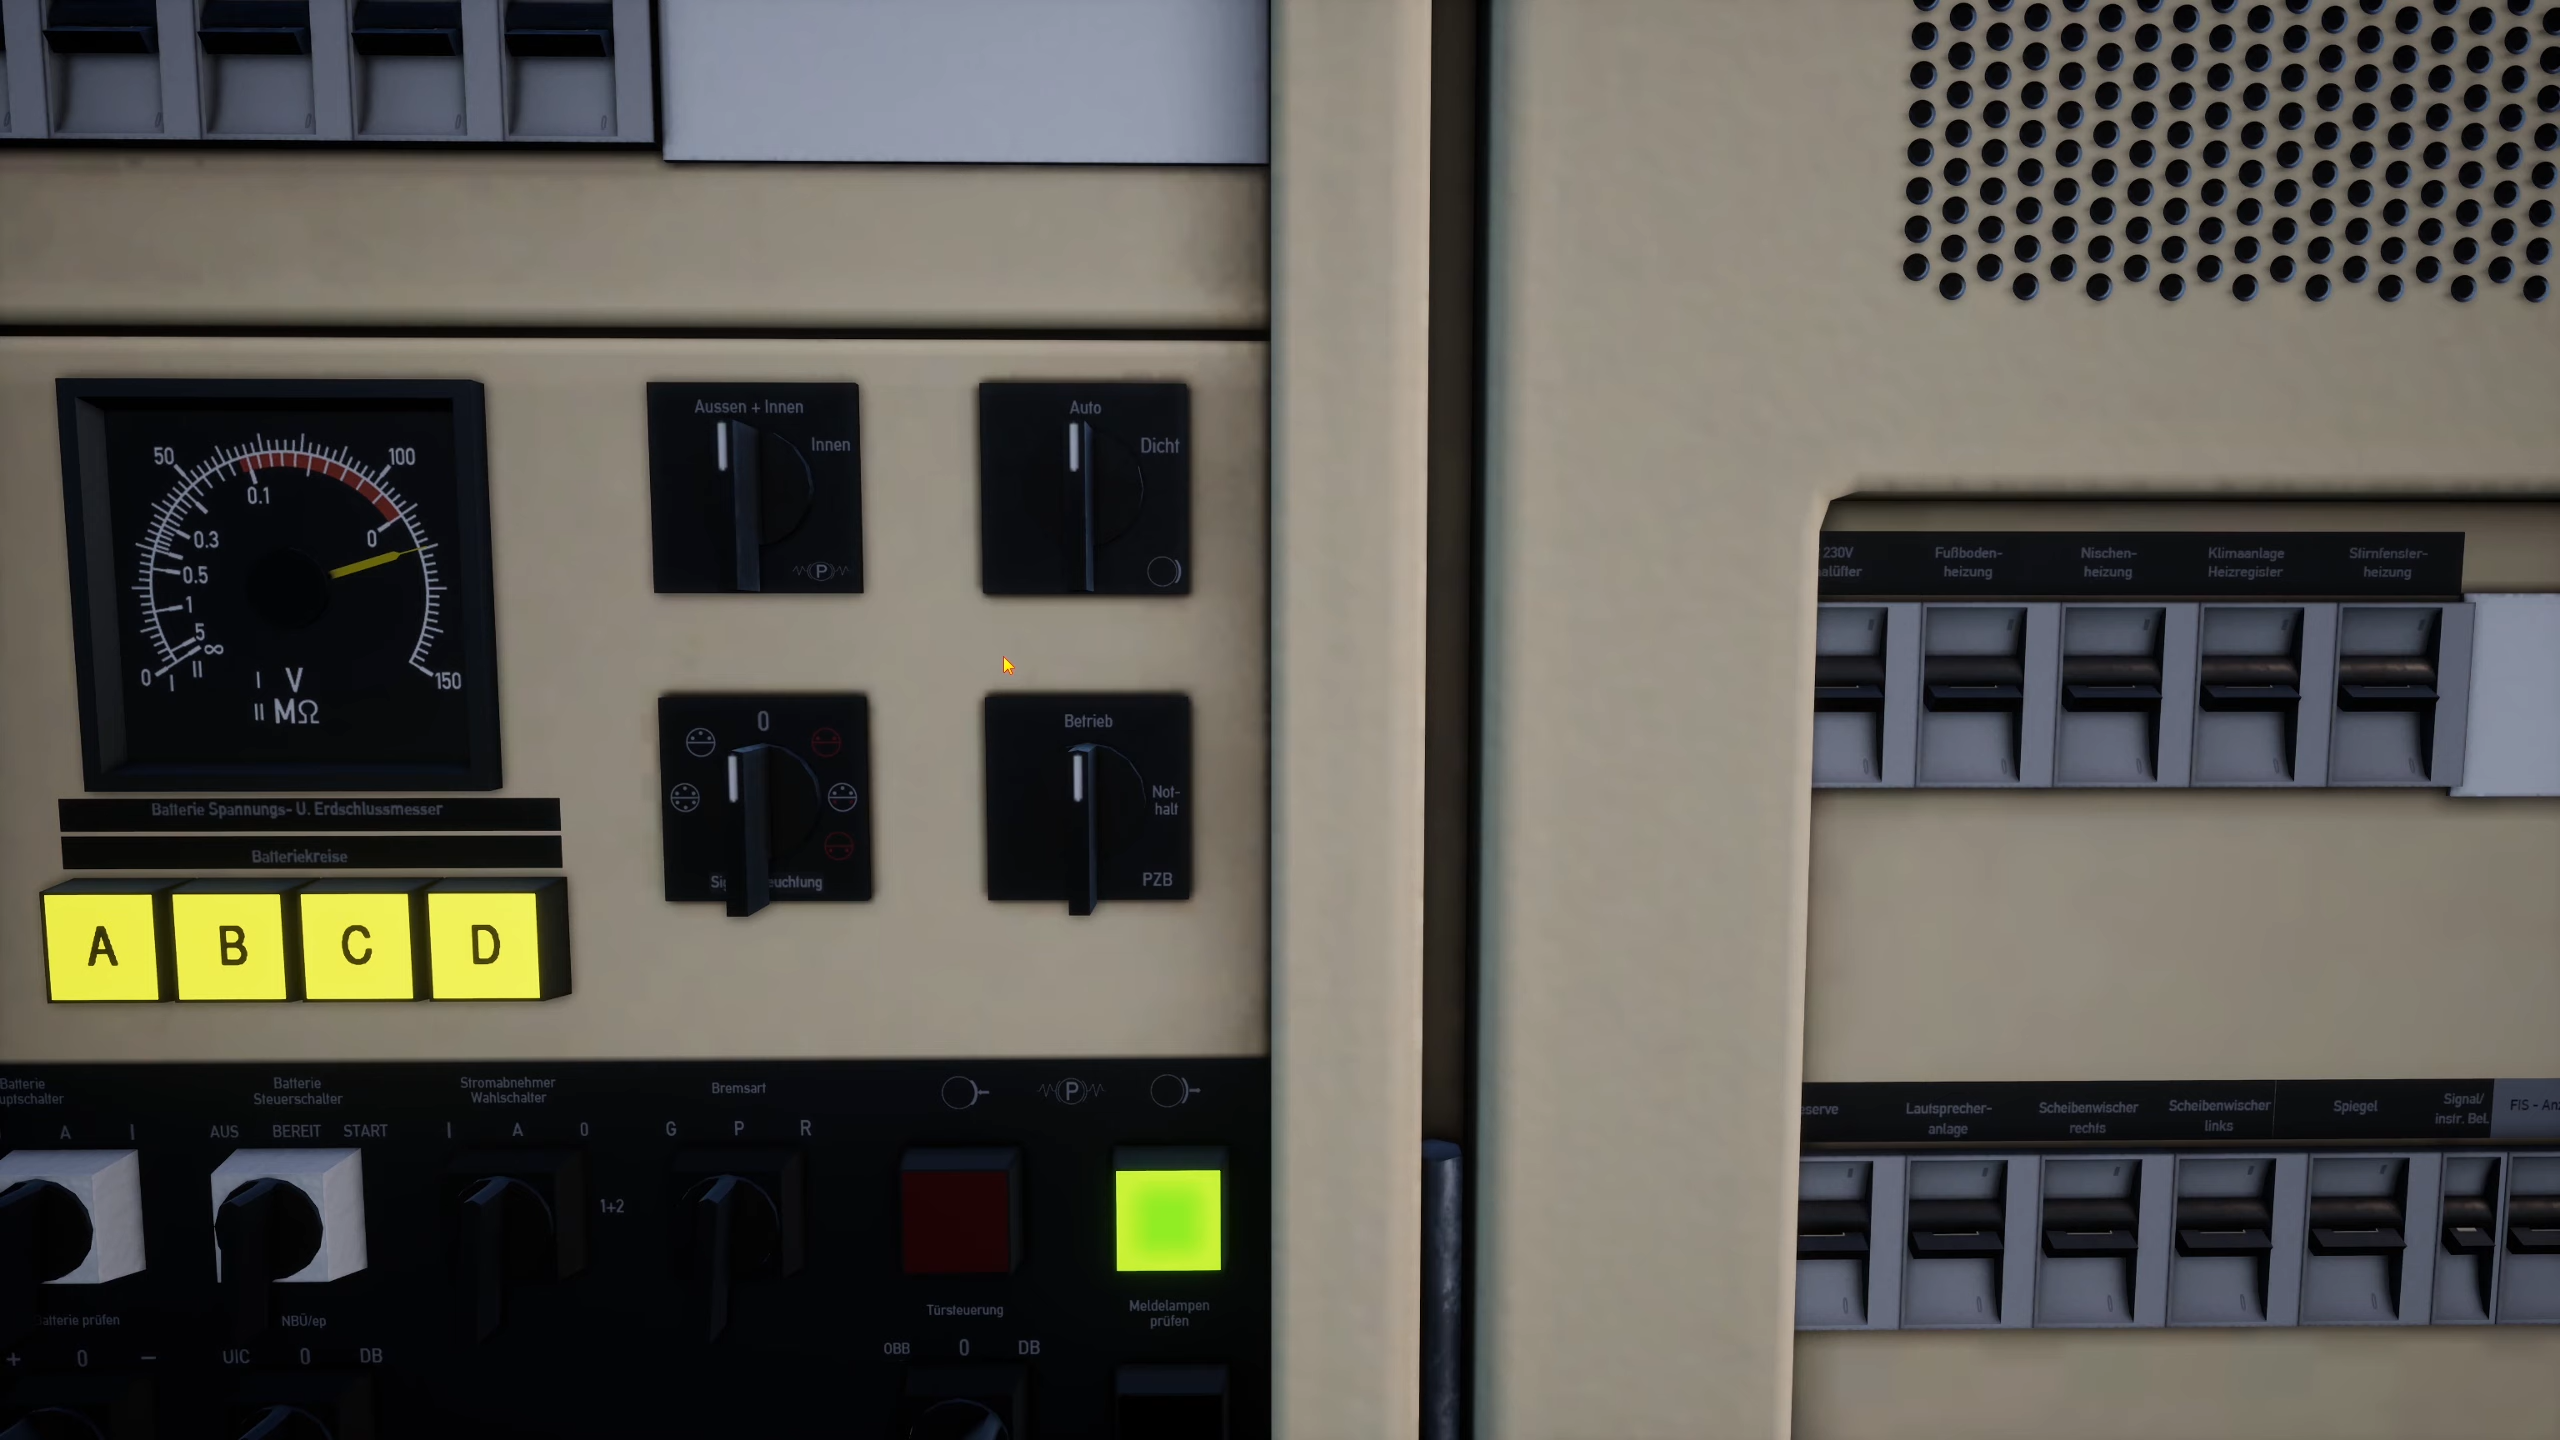 Aussen + Innen
Innen
P
Auto
Dicht
50
100
0.1
0
0.3
0.5
1
5
∞
0
I
II
150
I V
II MΩ
0
Betrieb
Not-
halt
PZB
Batterie Spannungs- U. Erdschlussmesser
Batteriekreise
A
B
C
D
Batterie
A I
Batterie
Steuerschalter
AUS BEREIT START
Stromabnehmer
Wahlschalter
I A 0
1+2
Bremsart
G P R
P
prüfen
+ 0 −
NBÜ/ep
UIC 0 DB
Türsteuerung
OBB 0 DB
Meldelampen
prüfen
230V
Fußboden-
heizung
Nischen-
heizung
Klimaanlage
Heizregister
Stirnfenster-
heizung
Lautsprecher-
anlage
Scheibenwischer
rechts
Scheibenwischer
links
Spiegel
Signal/
instr. Bel.